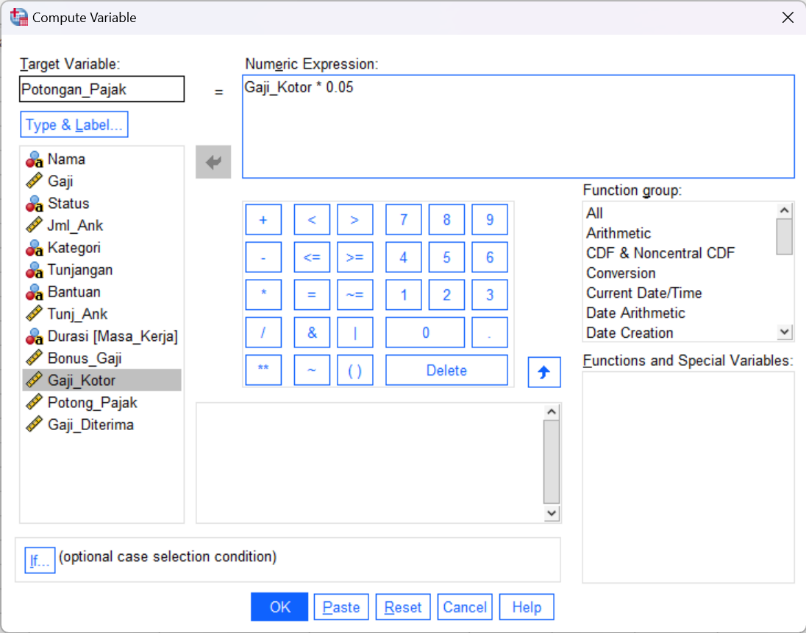 Compute Variable
Target Variable:
Potongan_Pajak
=
Numeric Expression:
Gaji_Kotor * 0.05
Type & Label...
Nama
Gaji
Status
Jml_Ank
Kategori
Tunjangan
Bantuan
Tunj_Ank
Durasi [Masa_Kerja]
Bonus_Gaji
Gaji_Kotor
Potong_Pajak
Gaji_Diterima
+ < > 7 8 9
- <= >= 4 5 6
* = ~= 1 2 3
/ & | 0 .
** ~ ( ) Delete
Function group:
All
Arithmetic
CDF & Noncentral CDF
Conversion
Current Date/Time
Date Arithmetic
Date Creation
Functions and Special Variables:
If... (optional case selection condition)
OK Paste Reset Cancel Help